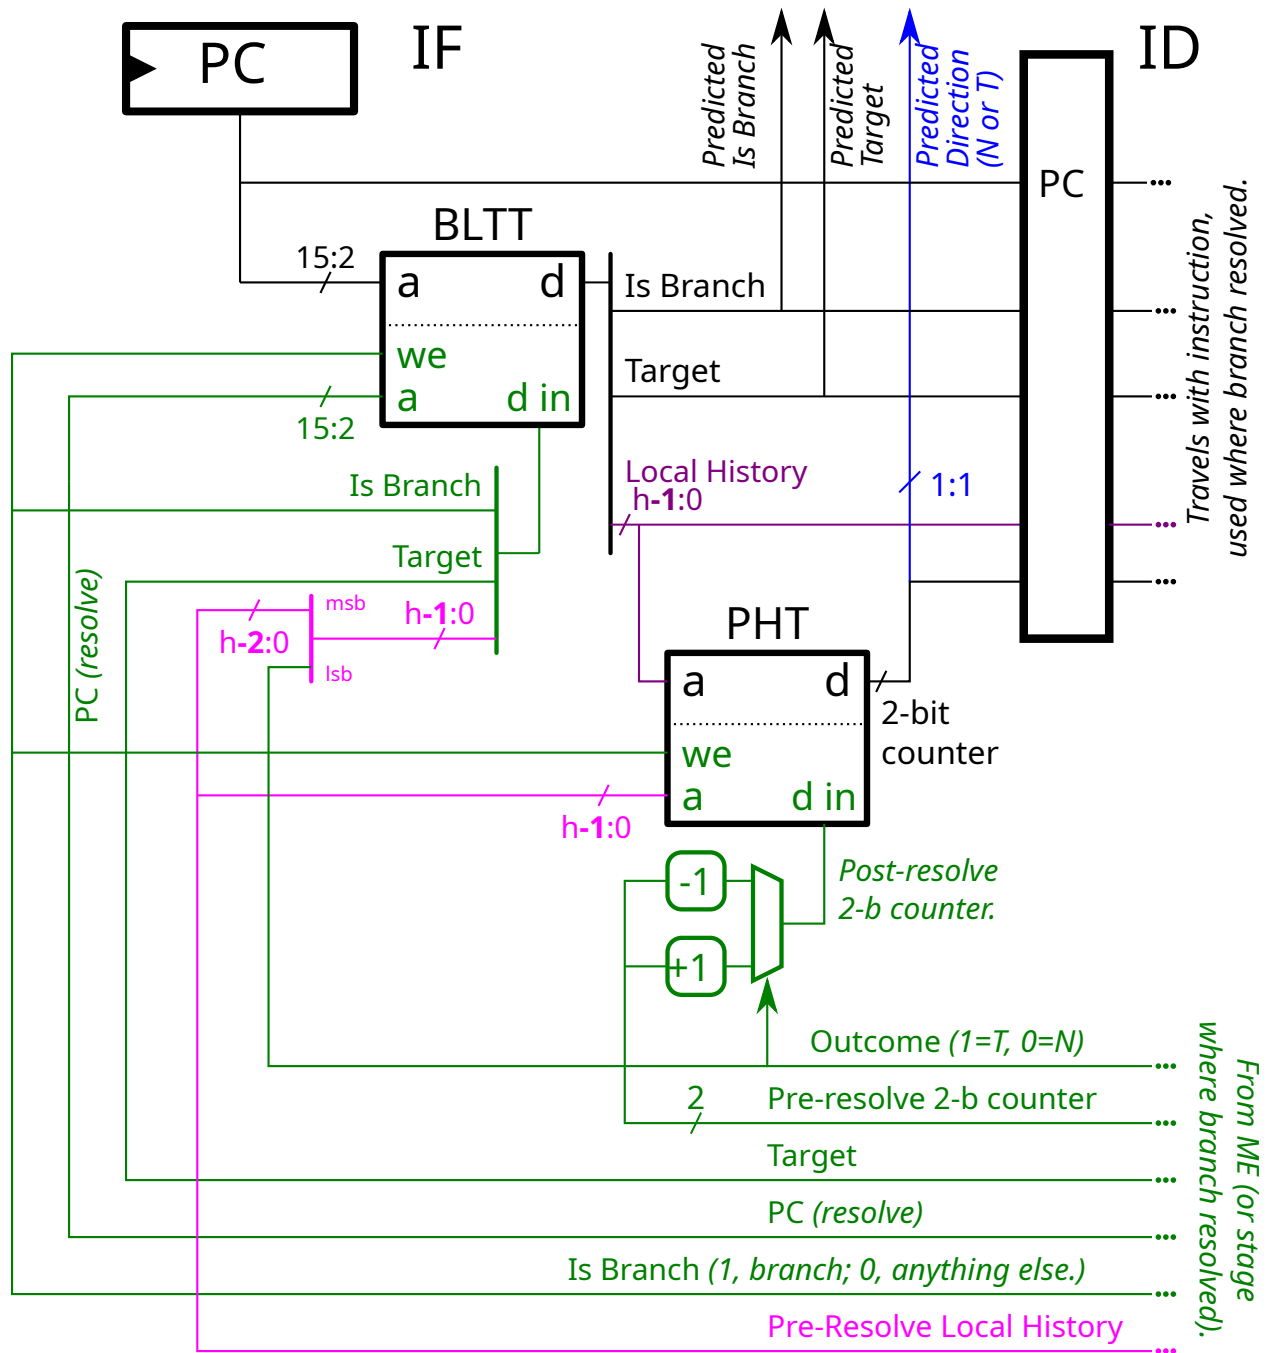 PC
IF
ID
Predicted
Is Branch
Predicted
Target
Predicted
Direction
(N or T)
PC
BLTT
15:2
a
d
Is Branch
we
a
d in
15:2
Target
Travels with instruction,
used where branch resolved.
Local History
h-1:0
1:1
Is Branch
Target
msb
h-1:0
h-2:0
lsb
PC (resolve)
PHT
a
d
2-bit
counter
we
a
d in
h-1:0
-1
+1
Post-resolve
2-b counter.
Outcome (1=T, 0=N)
2
Pre-resolve 2-b counter
Target
PC (resolve)
Is Branch (1, branch; 0, anything else.)
Pre-Resolve Local History
From ME (or stage
where branch resolved).